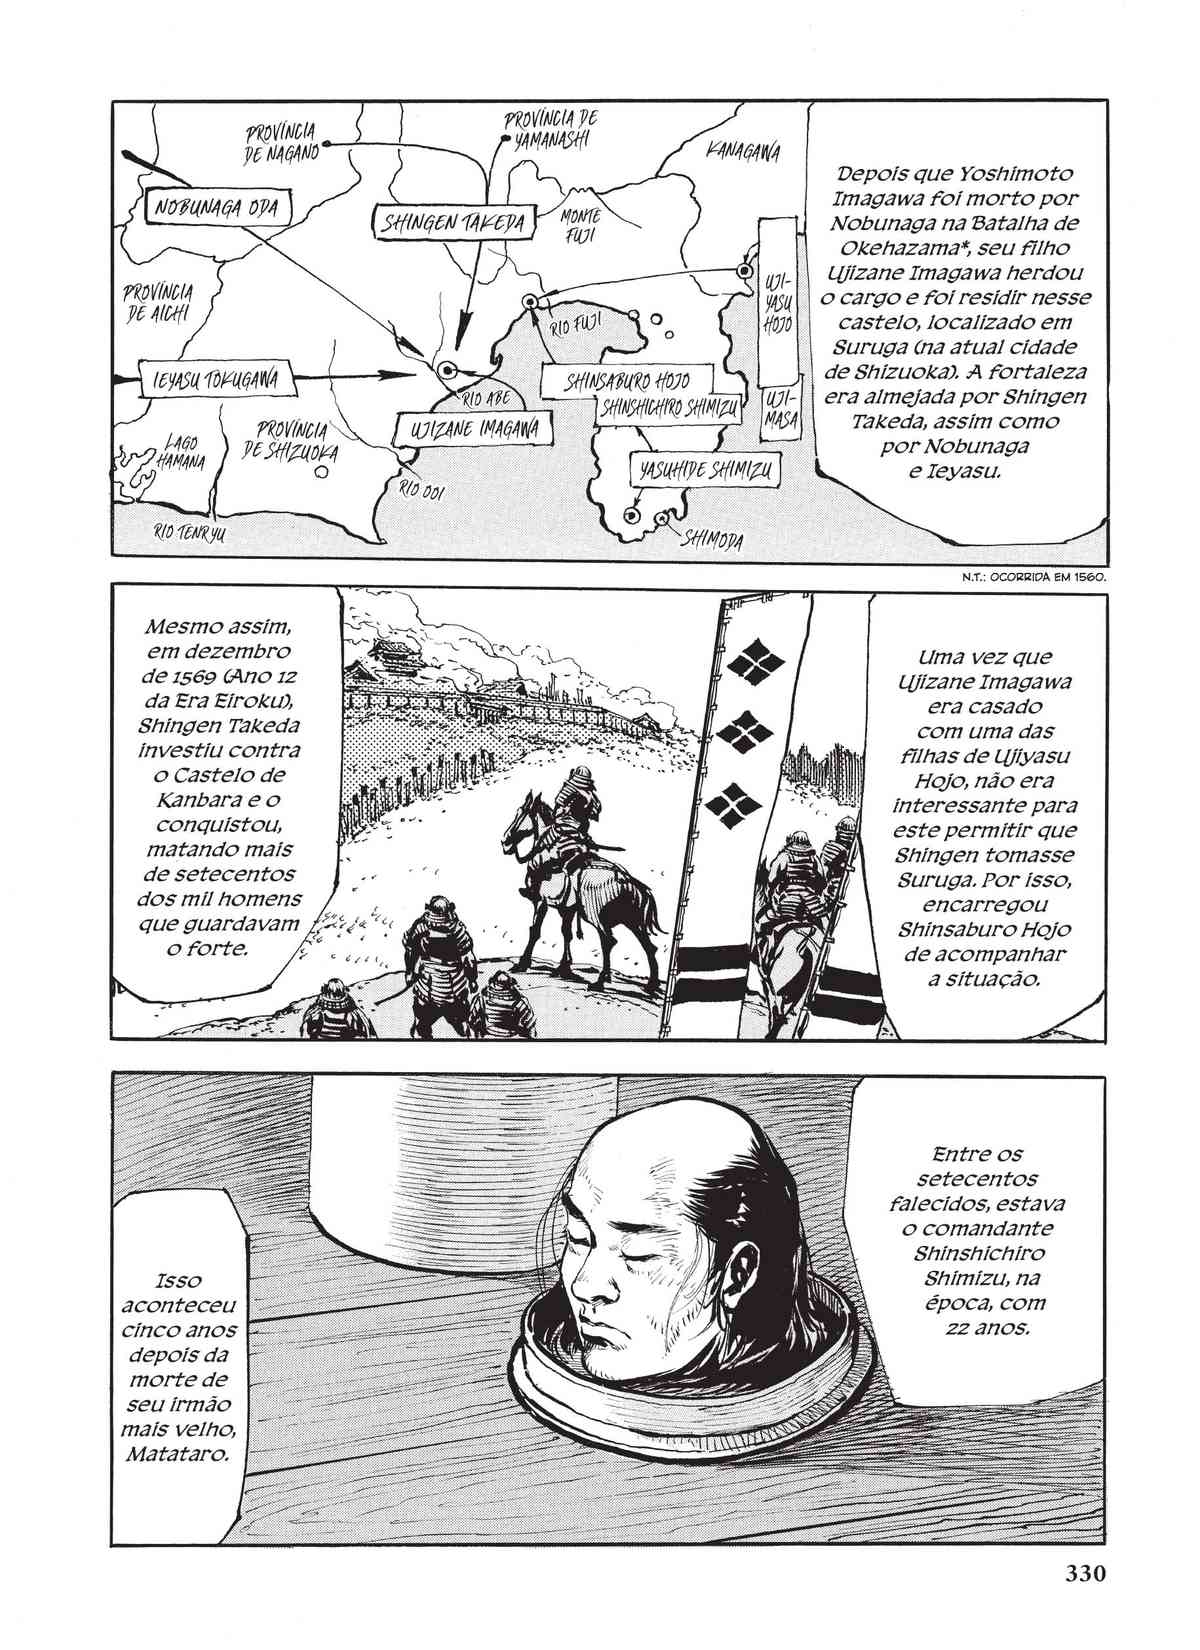 PROVÍNCIA
DE NAGANO
PROVÍNCIA DE
YAMANASHI
KANAGAWA
NOBUNAGA ODA
SHINGEN TAKEDA
MONTE
FUJI
PROVÍNCIA
DE AICHI
RIO FUJI
UJI-
YASU
HOJO
IEYASU TOKUGAWA
RIO ABE
SHINSABURO HOJO
SHINSHICHIRO SHIMIZU
UJI-
MASA
UJIZANE IMAGAWA
LAGO
HAMANA
PROVÍNCIA
DE SHIZUOKA
YASUHIDE SHIMIZU
RIO OOI
RIO TENRYU
SHIMODA
Depois que Yoshimoto
Imagawa foi morto por
Nobunaga na Batalha de
Okehazama*, seu filho
Ujizane Imagawa herdou
o cargo e foi residir nesse
castelo, localizado em
Suruga (na atual cidade
de Shizuoka). A fortaleza
era almejada por Shingen
Takeda, assim como
por Nobunaga
e Ieyasu.
N.T.: OCORRIDA EM 1560.
Mesmo assim,
em dezembro
de 1569 (Ano 12
da Era Eiroku),
Shingen Takeda
investiu contra
o Castelo de
Kanbara e o
conquistou,
matando mais
de setecentos
dos mil homens
que guardavam
o forte.
Uma vez que
Ujizane Imagawa
era casado
com uma das
filhas de Ujiyasu
Hojo, não era
interessante para
este permitir que
Shingen tomasse
Suruga. Por isso,
encarregou
Shinsaburo Hojo
de acompanhar
a situação.
Entre os
setecentos
falecidos, estava
o comandante
Shinshichiro
Shimizu, na
época, com
22 anos.
Isso
aconteceu
cinco anos
depois da
morte de
seu irmão
mais velho,
Matataro.
330